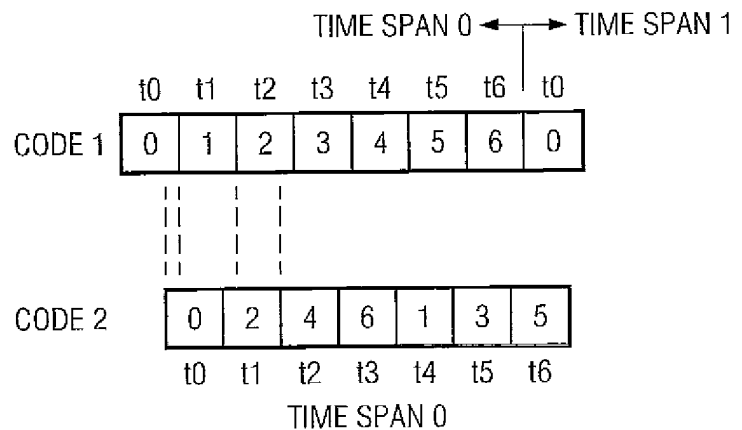 TIME SPAN 0 TIME SPAN 1
t0 t1 t2 t3 t4 t5 t6 t0
CODE 1 0 1 2 3 4 5 6 0
CODE 2 0 2 4 6 1 3 5
t0 t1 t2 t3 t4 t5 t6
TIME SPAN 0